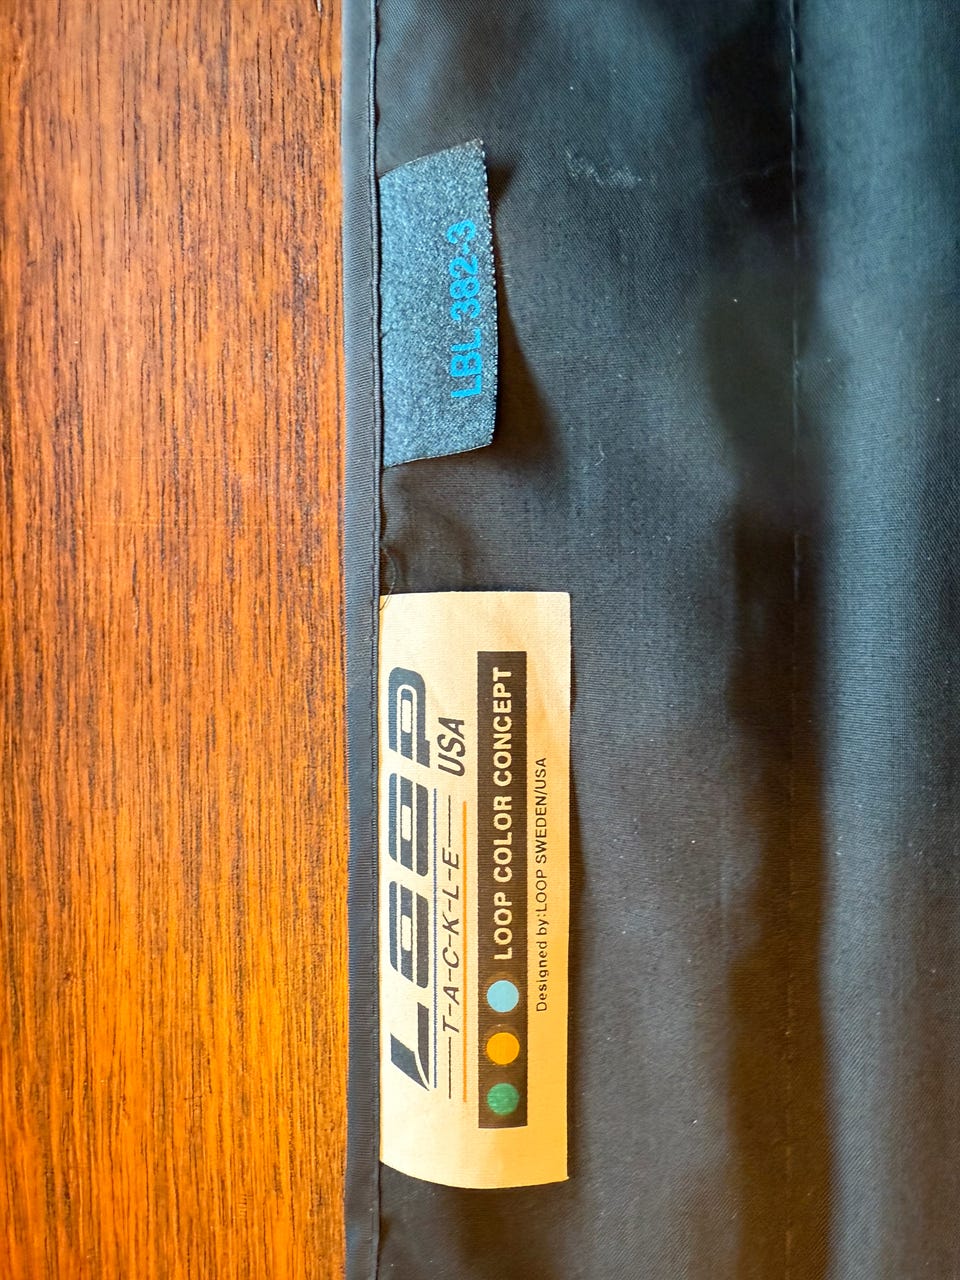 LBL 382-3
LOOP
T-A-C-K-L-E
USA
LOOP COLOR CONCEPT
Designed by:LOOP SWEDEN/USA